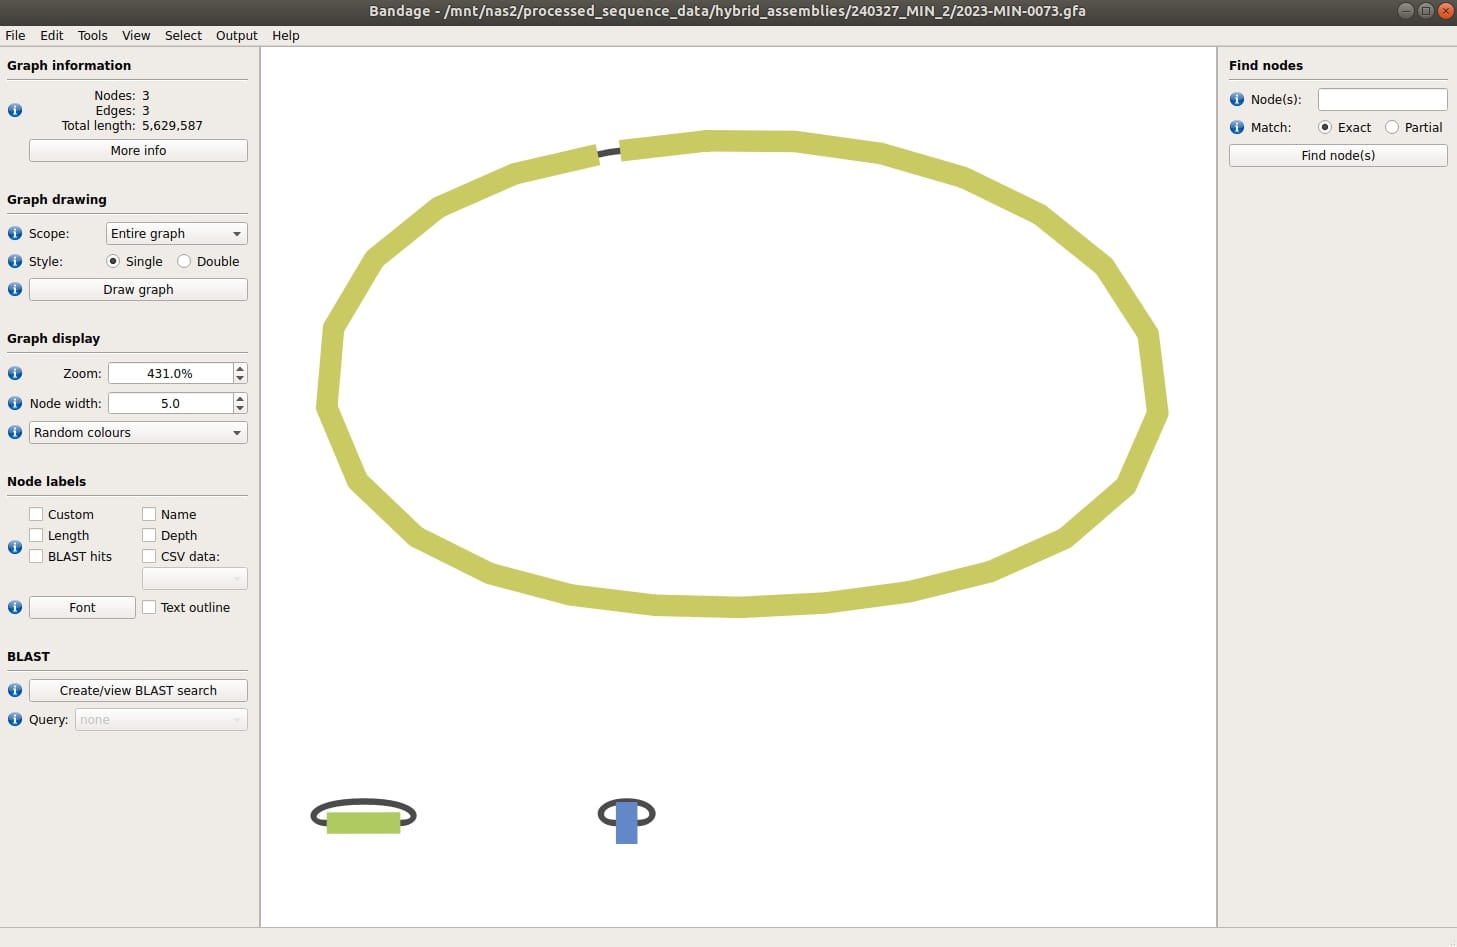 Bandage - /mnt/nas2/processed_sequence_data/hybrid_assemblies/240327_MIN_2/2023-MIN-0073.gfa
File Edit Tools View Select Output Help
Graph information
Nodes: 3
Edges: 3
Total length: 5,629,587
More info
Graph drawing
Scope: Entire graph
Style: Single Double
Draw graph
Graph display
Zoom: 431.0%
Node width: 5.0
Random colours
Node labels
Custom Name
Length Depth
BLAST hits CSV data:
Font Text outline
BLAST
Create/view BLAST search
Query: none
Find nodes
Node(s):
Match: Exact Partial
Find node(s)